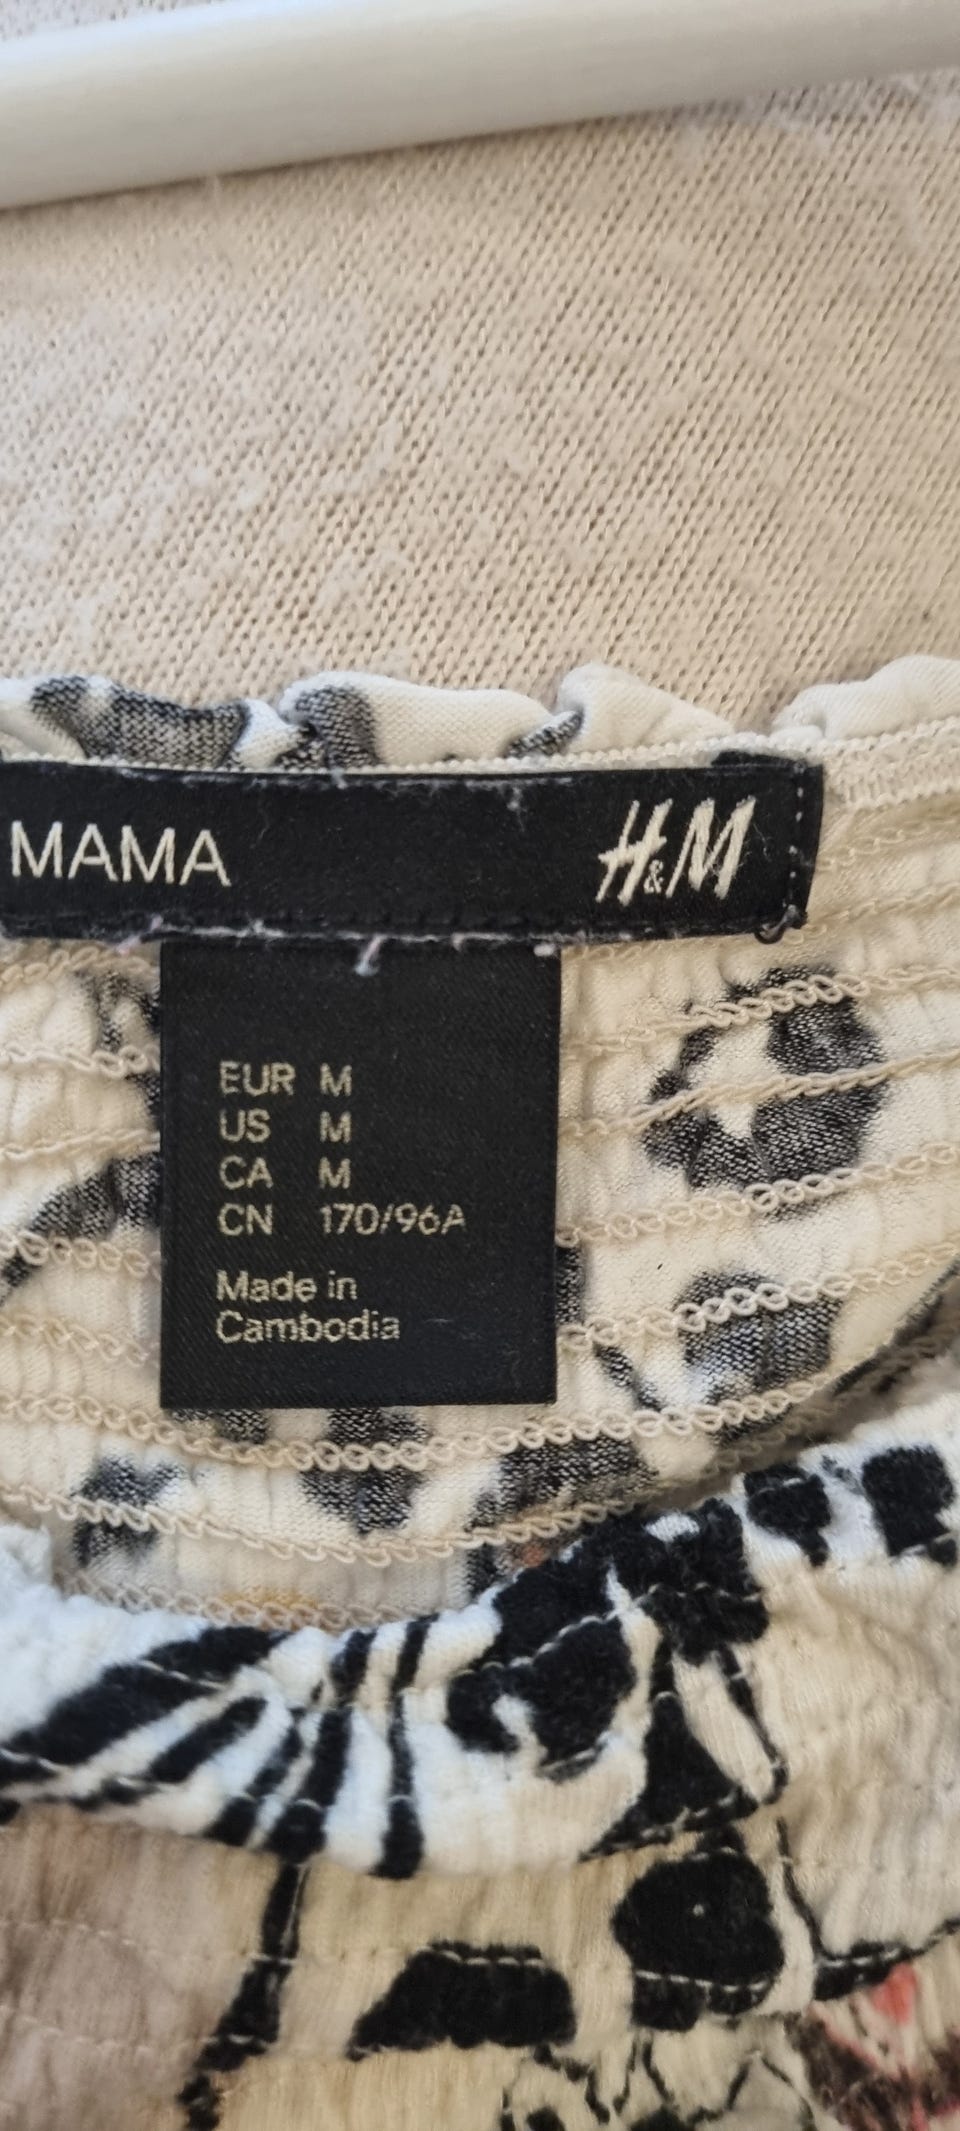 MAMA H&M
EUR M
US M
CA M
CN 170/96A
Made in
Cambodia